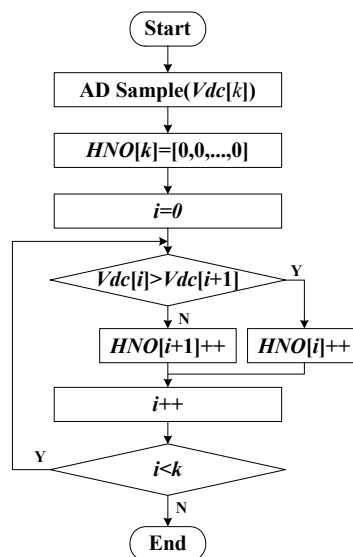 Start
AD Sample(Vdc[k])
HNO[k]=[0,0,...,0]
i=0
Vdc[i]>Vdc[i+1]
Y
N
HNO[i+1]++
HNO[i]++
i++
Y
i<k
N
End